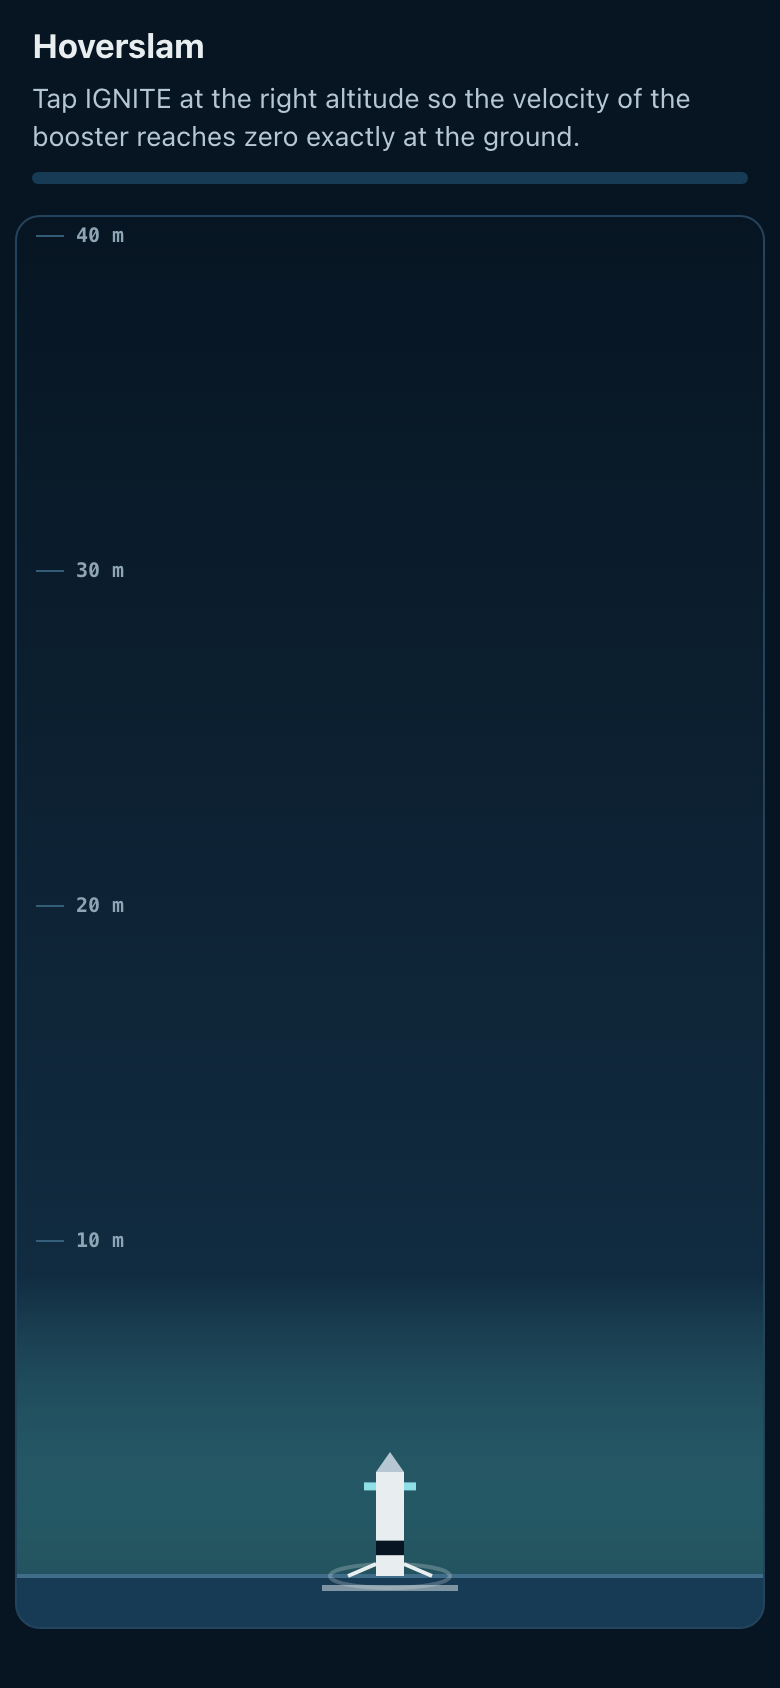 Hoverslam
Tap IGNITE at the right altitude so the velocity of the
booster reaches zero exactly at the ground.
40 m
30 m
20 m
10 m